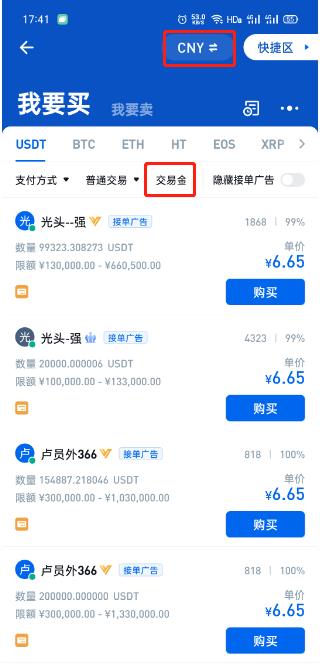 17:41 53.0 KB/S HDa 4G 4G 65
CNY 快捷区
我要买 我要卖
USDT BTC ETH HT EOS XRP
支付方式 普通交易 交易金 隐藏接单广告
光 光头--强 接单广告 1868 99%
数量 99323.308273 USDT 单价
限额 ¥130,000.00 - ¥660,500.00 ¥6.65
购买
光 光头-强 接单广告 4323 99%
数量 20000.000006 USDT 单价
限额 ¥100,000.00 - ¥133,000.00 ¥6.65
购买
卢 卢员外366 接单广告 818 100%
数量 154887.218046 USDT 单价
限额 ¥300,000.00 - ¥1,030,000.00 ¥6.65
购买
卢 卢员外366 接单广告 818 100%
数量 200000.000000 USDT 单价
限额 ¥300,000.00 - ¥1,330,000.00 ¥6.65
购买